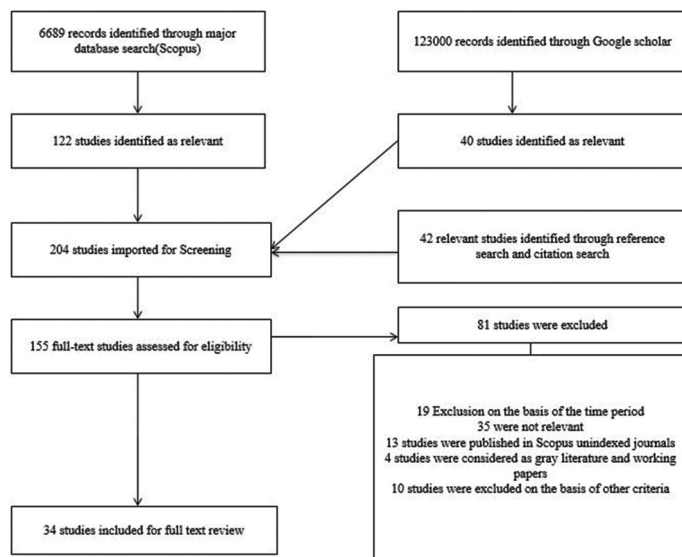 6689 records identified through major
database search(Scopus)
123000 records identified through Google scholar
122 studies identified as relevant
40 studies identified as relevant
204 studies imported for Screening
42 relevant studies identified through reference
search and citation search
155 full-text studies assessed for eligibility
81 studies were excluded
19 Exclusion on the basis of the time period
35 were not relevant
13 studies were published in Scopus unindexed journals
4 studies were considered as gray literature and working
papers
10 studies were excluded on the basis of other criteria
34 studies included for full text review